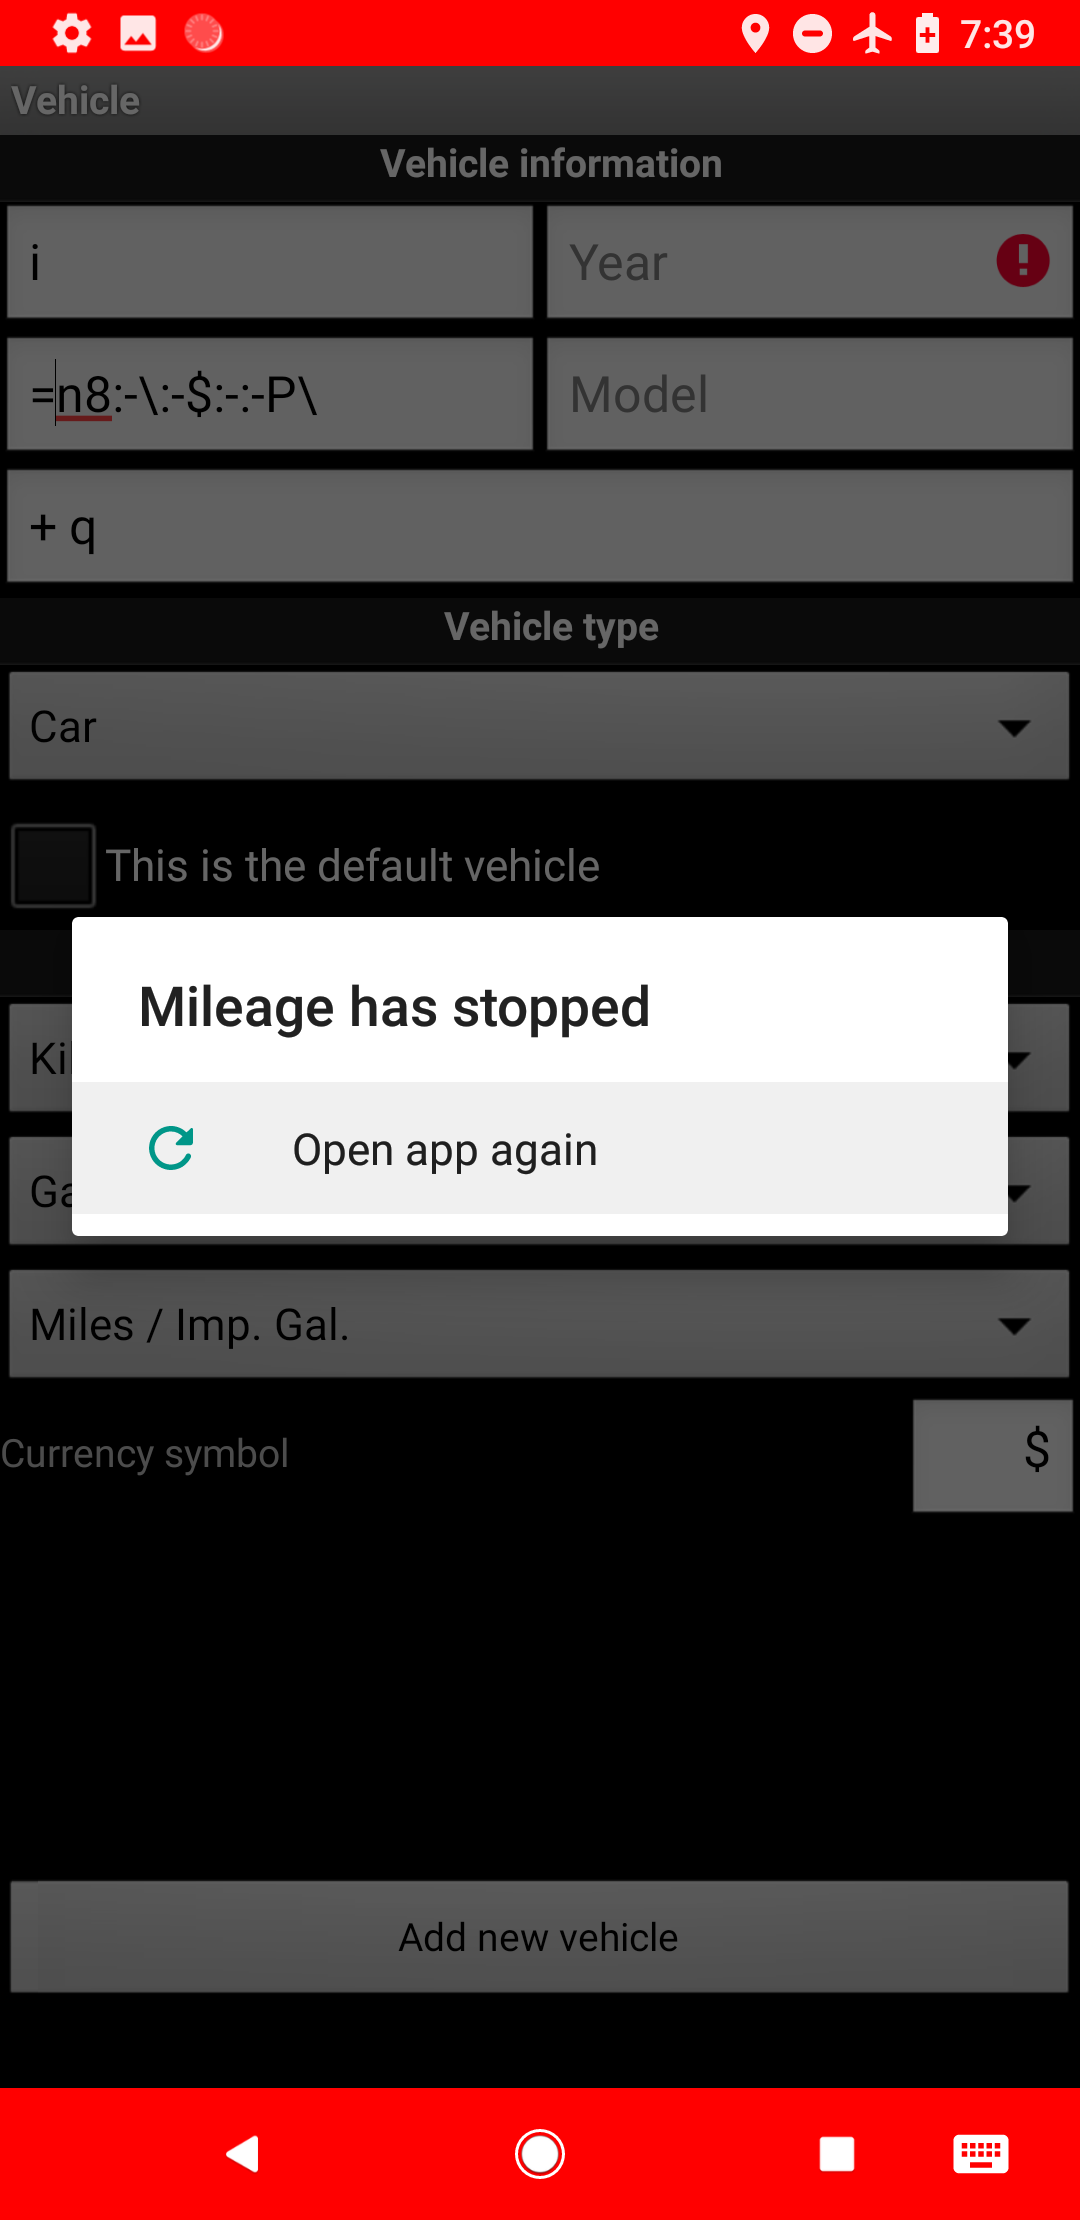 7:39
Vehicle
Vehicle information
i
Year
=n8:-\:-$:-:-P\
Model
+ q
Vehicle type
Car
This is the default vehicle
Mileage has stopped
Ki
Open app again
Ga
Miles / Imp. Gal.
Currency symbol
$
Add new vehicle